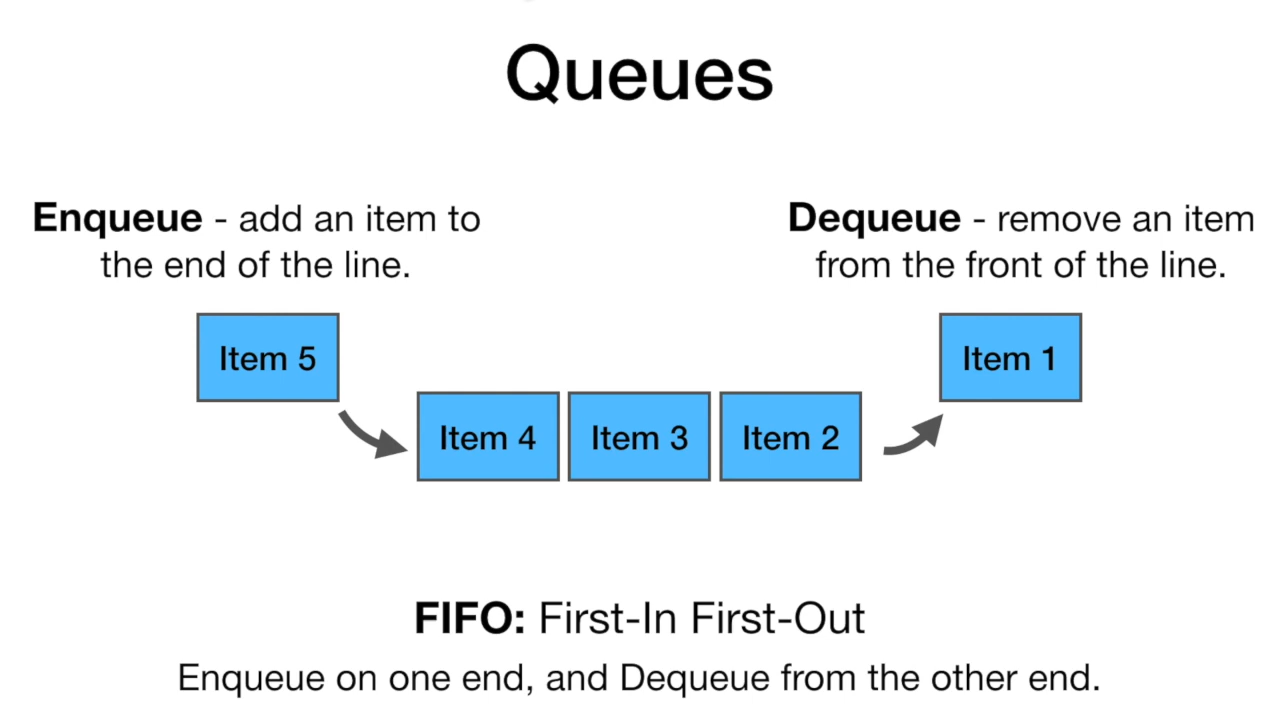 Queues
Enqueue - add an item to
the end of the line.
Dequeue - remove an item
from the front of the line.
Item 5
Item 1
Item 4
Item 3
Item 2
FIFO: First-In First-Out
Enqueue on one end, and Dequeue from the other end.